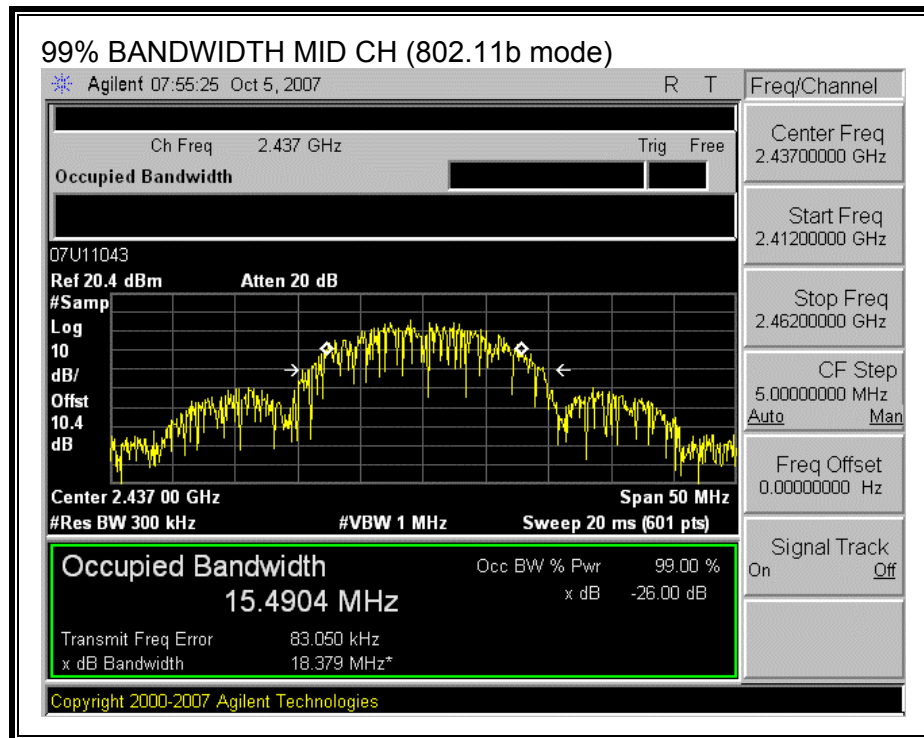 99% BANDWIDTH MID CH (802.11b mode)
Agilent 07:55:25 Oct 5, 2007 R T
Freq/Channel
Ch Freq 2.437 GHz Trig Free
Occupied Bandwidth
Center Freq
2.43700000 GHz
Start Freq
2.41200000 GHz
Stop Freq
2.46200000 GHz
CF Step
5.00000000 MHz
Auto Man
Freq Offset
0.00000000 Hz
Signal Track
On Off
07U11043
Ref 20.4 dBm Atten 20 dB
#Samp
Log
10
dB/
Offst
10.4
dB
Center 2.437 00 GHz Span 50 MHz
#Res BW 300 kHz #VBW 1 MHz Sweep 20 ms (601 pts)
Occupied Bandwidth Occ BW % Pwr 99.00 %
15.4904 MHz x dB -26.00 dB
Transmit Freq Error 83.050 kHz
x dB Bandwidth 18.379 MHz*
Copyright 2000-2007 Agilent Technologies